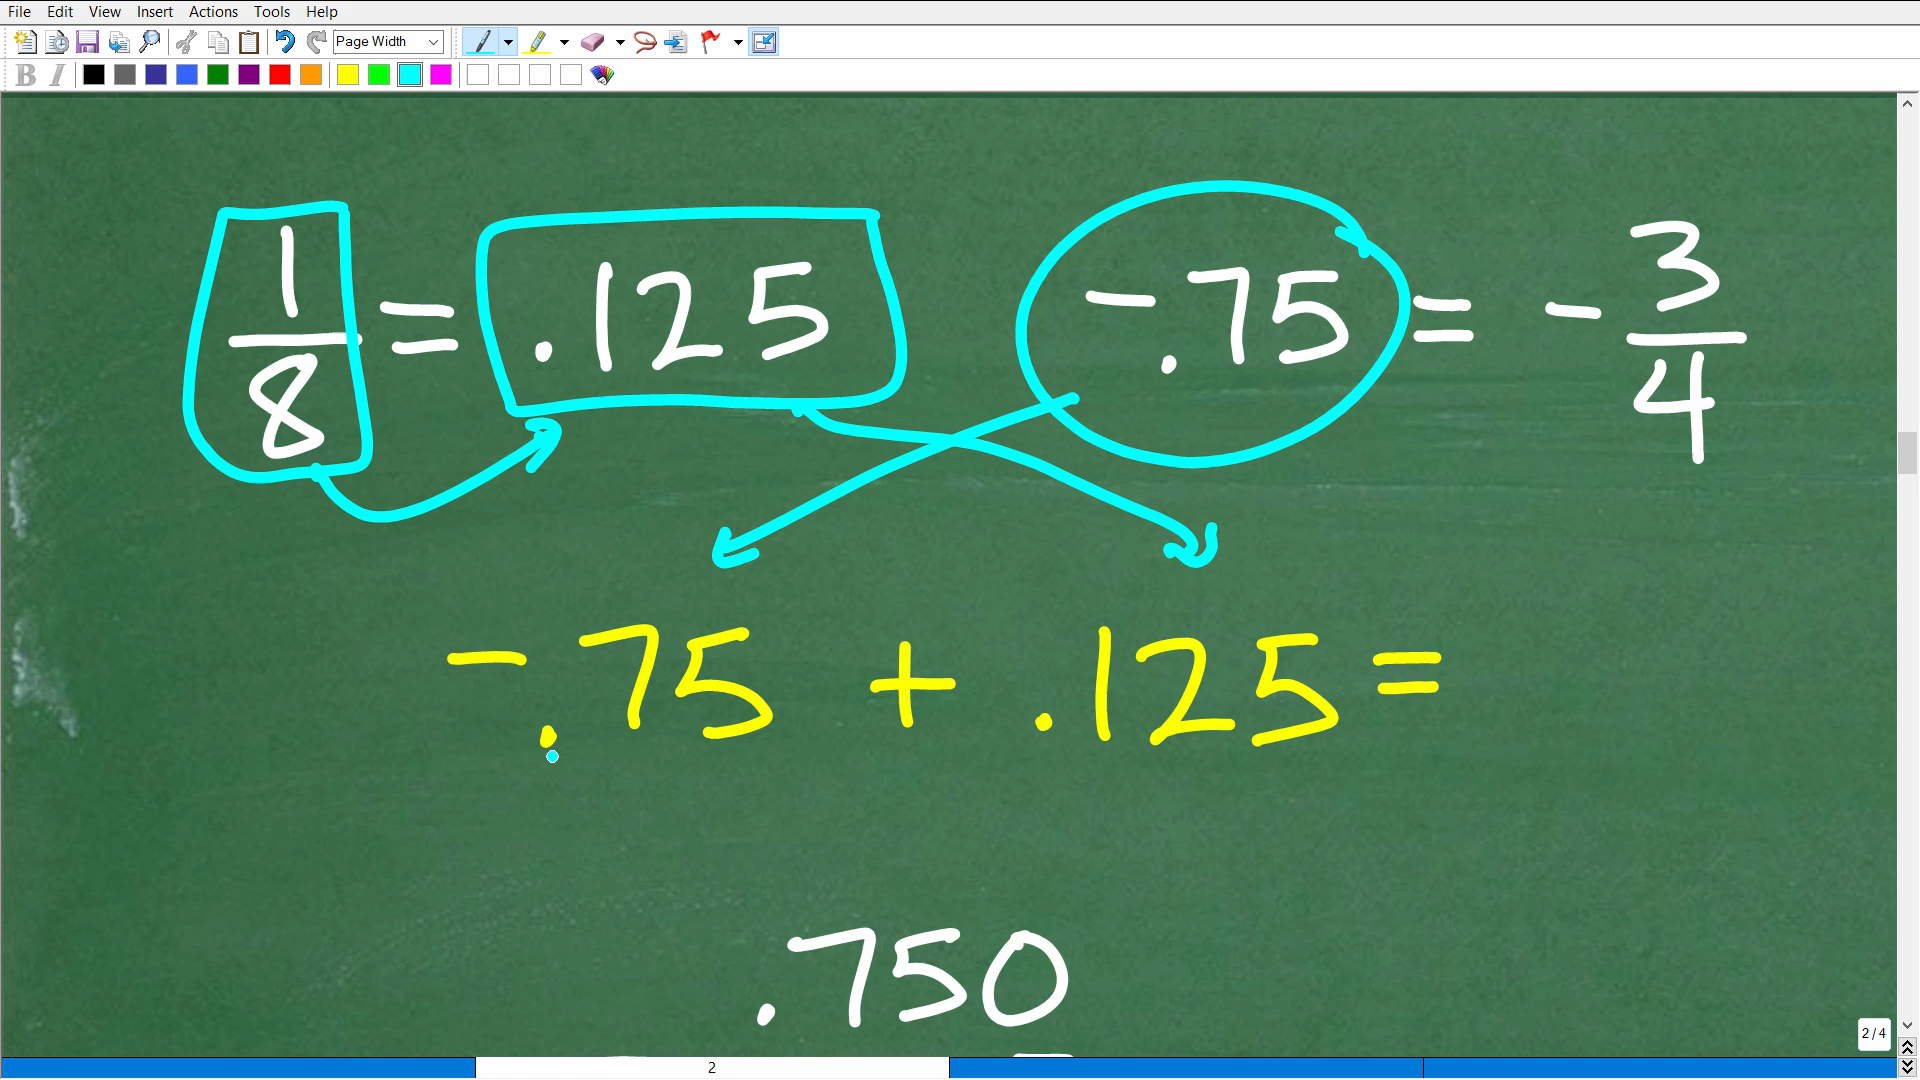 File Edit View Insert Actions Tools Help
Page Width
B I
1/8 = .125 -.75 = -3/4
-.75 + .125 =
.750
2 / 4
2